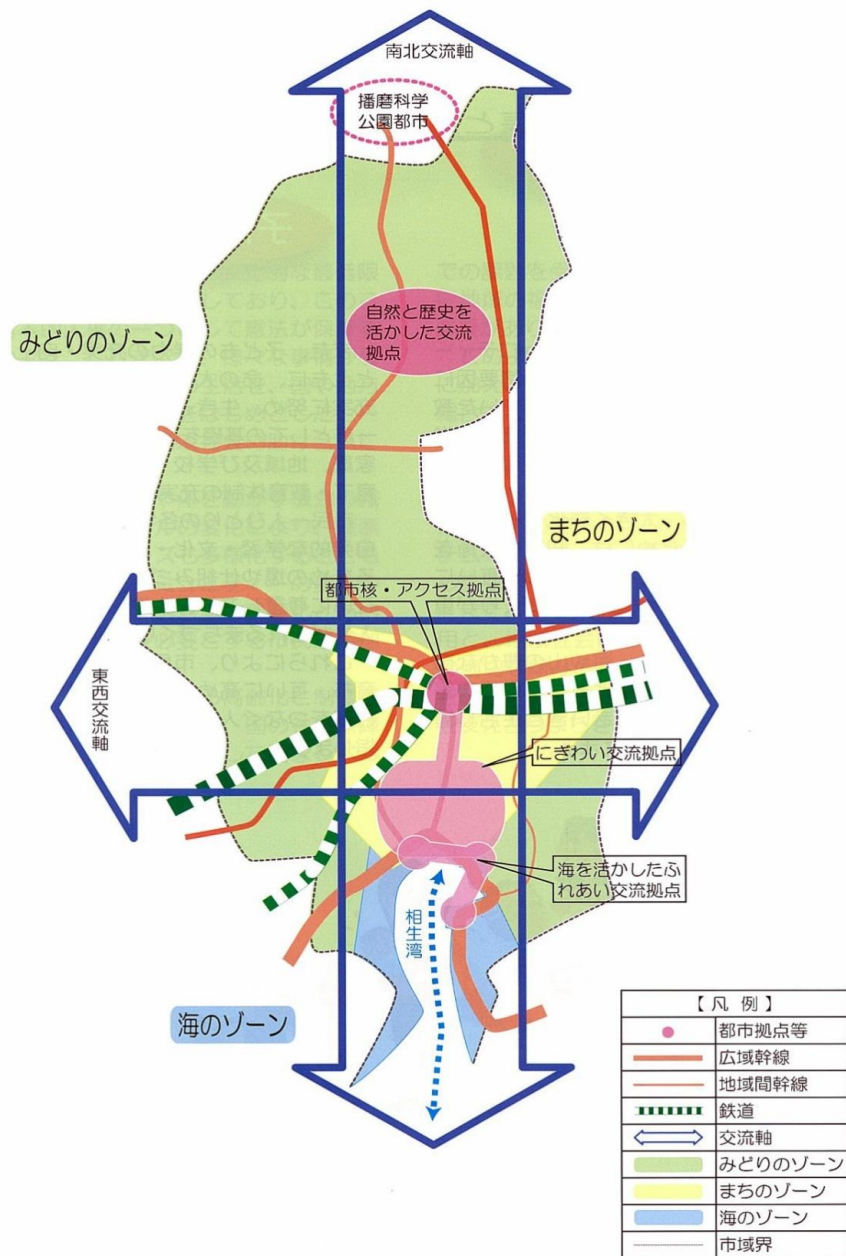 南北交流軸
播磨科学
公園都市
自然と歴史を
活かした交流
拠点
みどりのゾーン
まちのゾーン
都市核・アクセス拠点
東西交流軸
にぎわい交流拠点
海を活かしたふ
れあい交流拠点
相生湾
海のゾーン
【凡例】
都市拠点等
広域幹線
地域間幹線
鉄道
交流軸
みどりのゾーン
まちのゾーン
海のゾーン
市域界